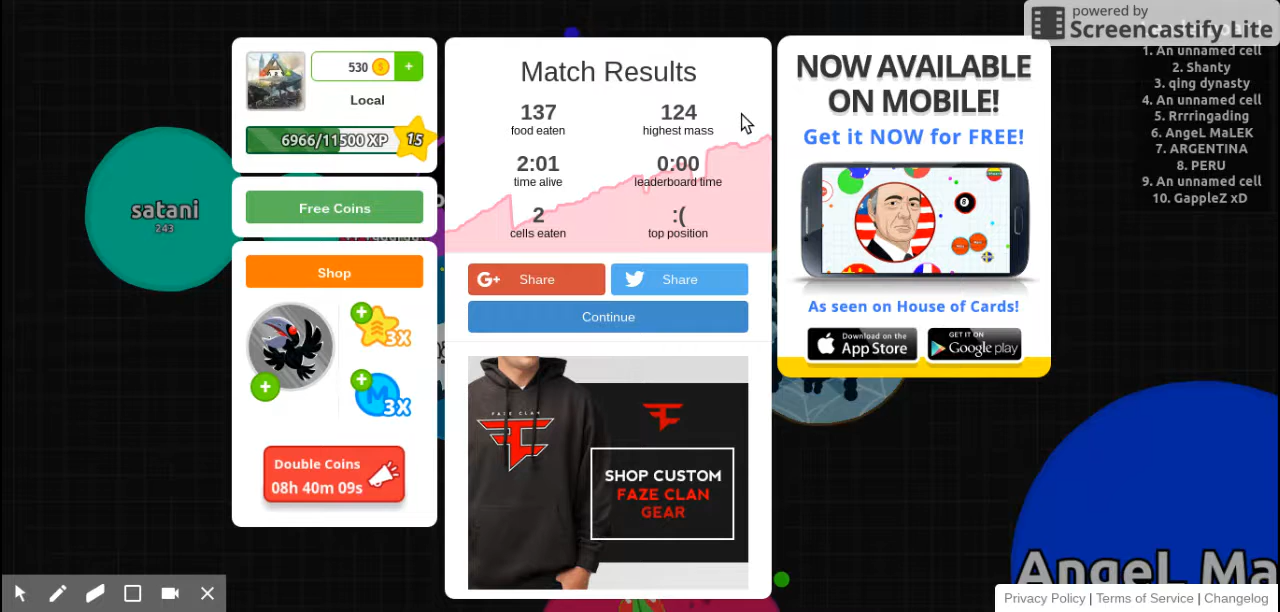 530
+
Local
6966/11500 XP
15
Free Coins
Shop
3X
M
3X
Double Coins
08h 40m 09s
satani
243
Match Results
137
124
food eaten
highest mass
2:01
0:00
time alive
leaderboard time
2
:(
cells eaten
top position
G+ Share
Share
Continue
FAZE CLAN
SHOP CUSTOM
FAZE CLAN
GEAR
NOW AVAILABLE
ON MOBILE!
Get it NOW for FREE!
8
As seen on House of Cards!
Download on the
App Store
GET IT ON
Google play
powered by
Screencastify Lite
1. An unnamed cell
2. Shanty
3. qing dynasty
4. An unnamed cell
5. Rrrringading
6. AngeL MaLEK
7. ARGENTINA
8. PERU
9. An unnamed cell
10. GappleZ xD
AngeL Ma
Privacy Policy | Terms of Service | Changelog